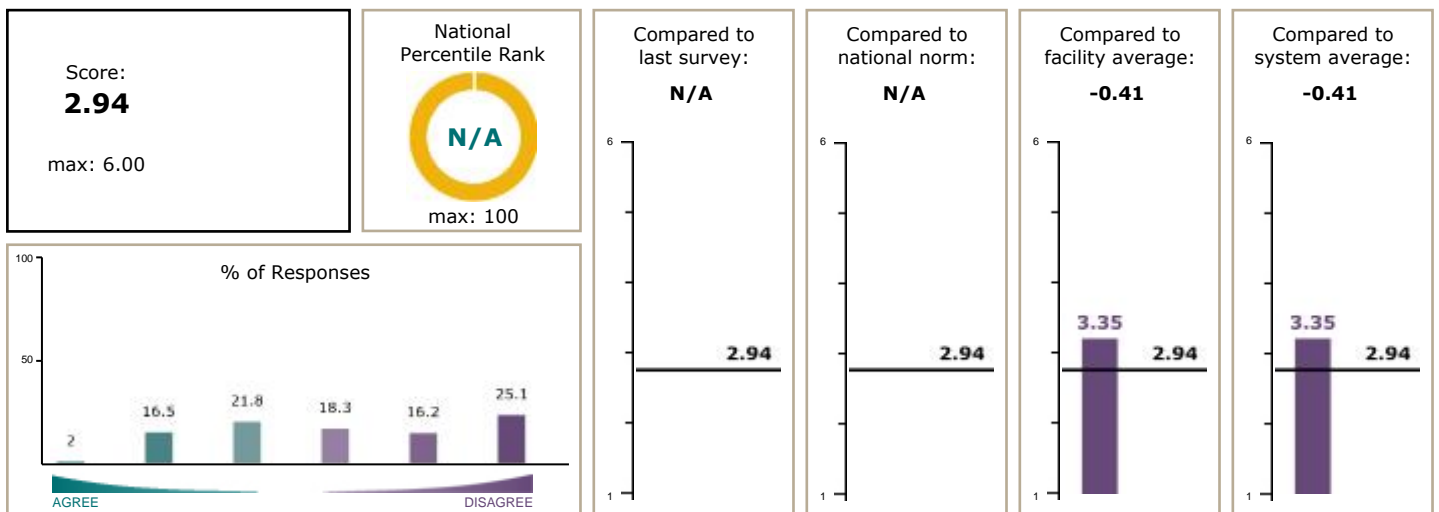 Score:
2.94
max: 6.00
National
Percentile Rank
N/A
max: 100
% of Responses
100
50
2
16.5
21.8
18.3
16.2
25.1
AGREE
DISAGREE
Compared to
last survey:
N/A
6
2.94
1
Compared to
national norm:
N/A
6
2.94
1
Compared to
facility average:
-0.41
6
3.35
2.94
1
Compared to
system average:
-0.41
6
3.35
2.94
1